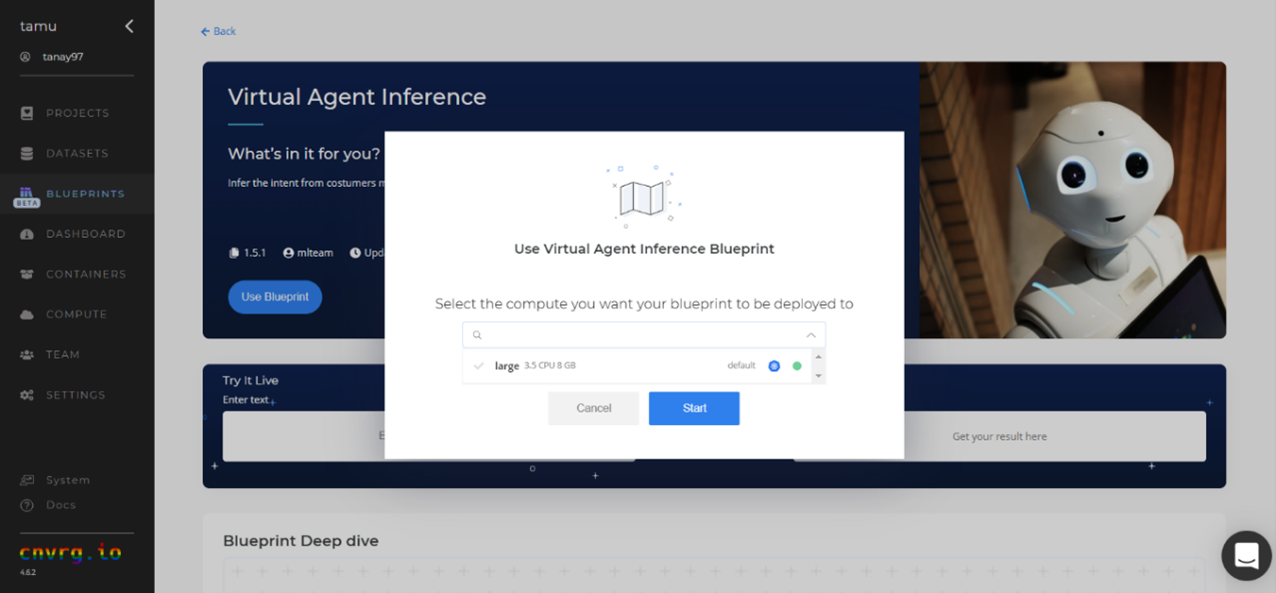 tamu
tanay97
PROJECTS
DATASETS
BLUEPRINTS
BETA
DASHBOARD
CONTAINERS
COMPUTE
TEAM
SETTINGS
System
Docs
cnvrg.io
4.6.2
Back
Virtual Agent Inference
What's in it for you?
Infer the intent from costumers m
1.5.1 mlteam Upd
Use Blueprint
Use Virtual Agent Inference Blueprint
Select the compute you want your blueprint to be deployed to
large 3.5 CPU 8 GB default
Cancel Start
Try It Live
Enter text
E
Get your result here
Blueprint Deep dive